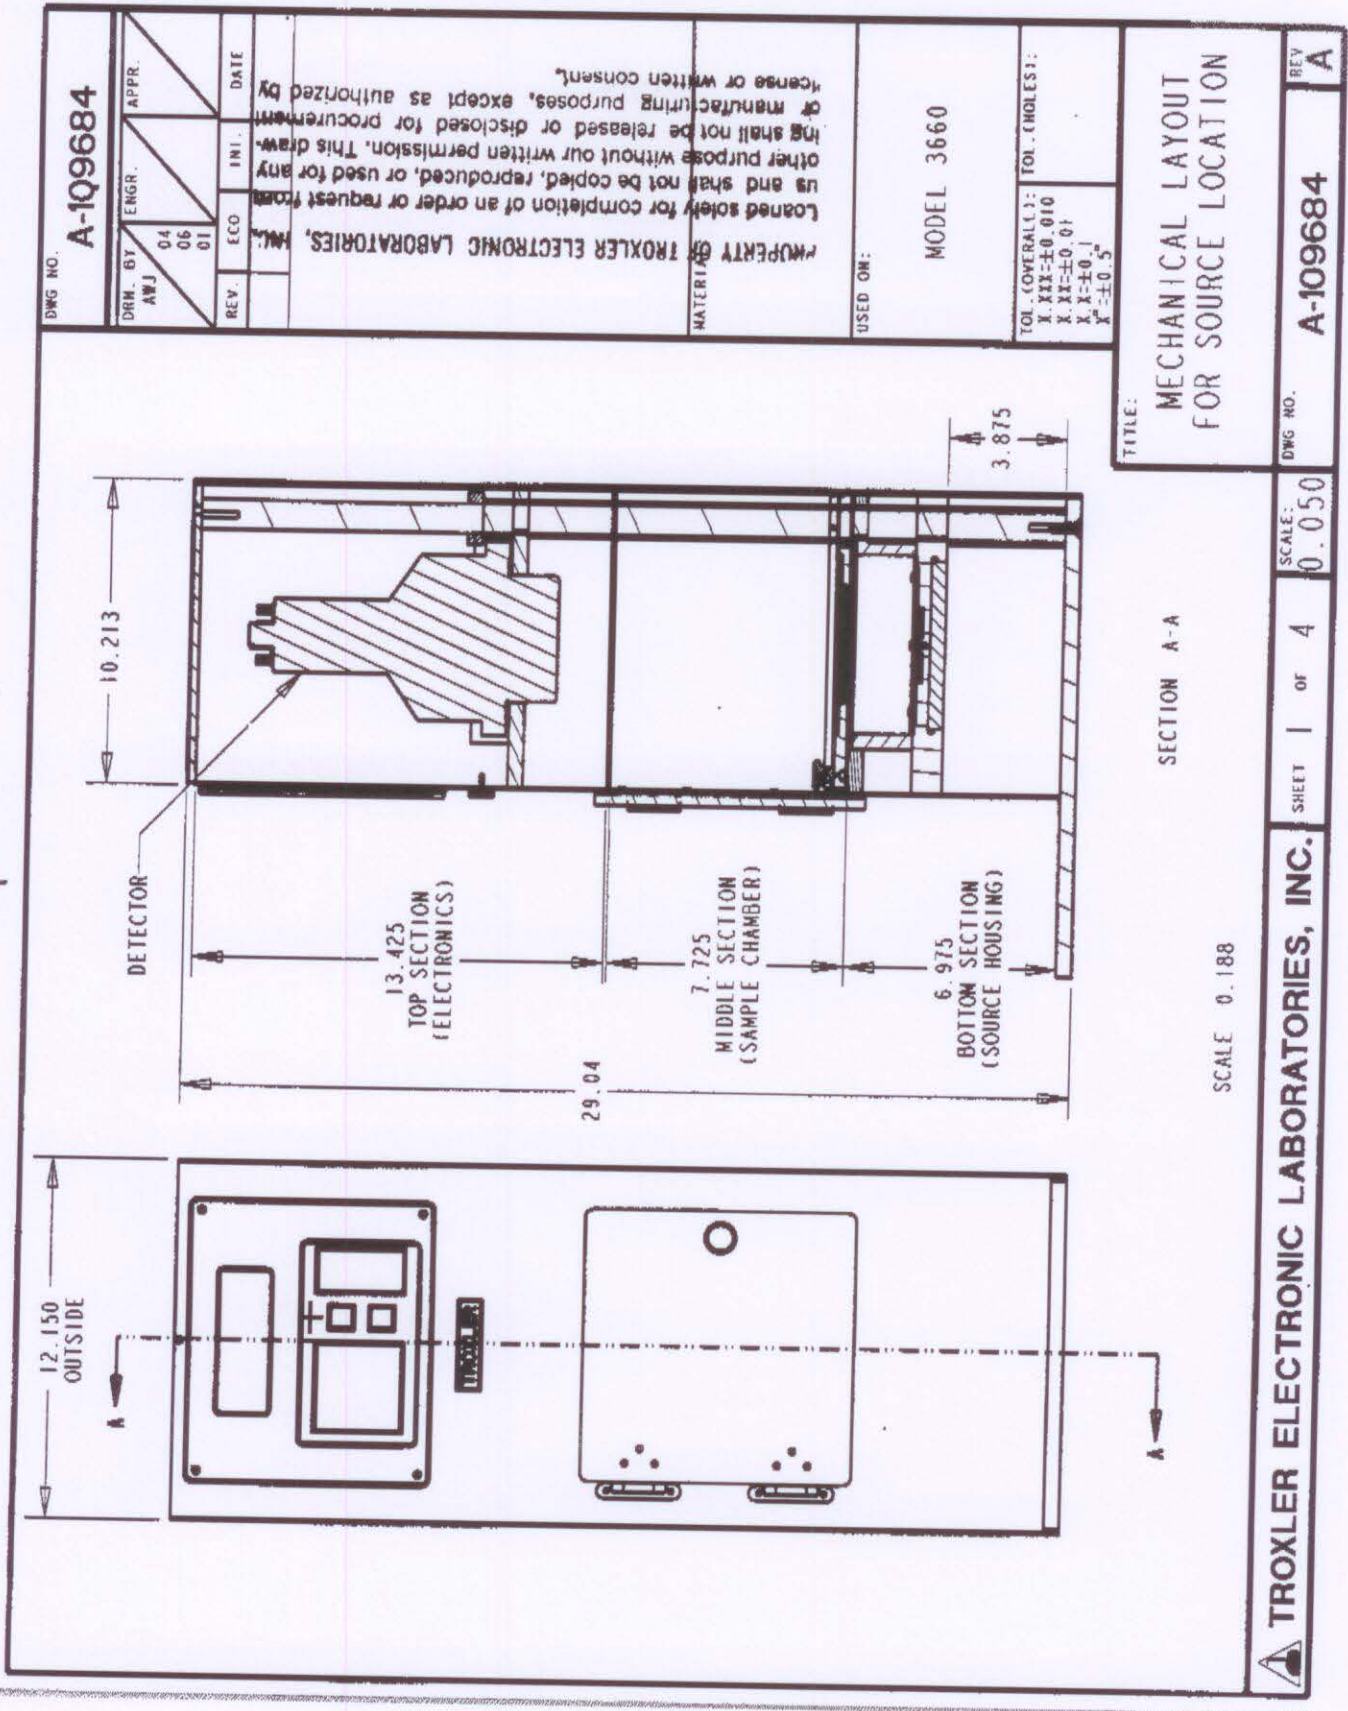 DWG NO.
A-109684
DRN. BY
AWJ
04
06
01
ENGR.
APPR.
REV.
ECO
INI.
DATE
PROPERTY OF TROXLER ELECTRONIC LABORATORIES, INC.
Loaned solely for completion of an order or request from
us and shall not be copied, reproduced, or used for any
other purpose without our written permission. This draw-
ing shall not be released or disclosed for procurement
or manufacturing purposes, except as authorized by
license or written consent.
MATERIAL
USED ON:
MODEL 3660
TOL. (OVERALL):
X.XXX=±0.010
X.XX=±0.01
X.X=±0.1
X°=±0.5°
TOL. (HOLES):
12.150
OUTSIDE
A
A
TROXLER
10.213
DETECTOR
13.425
TOP SECTION
(ELECTRONICS)
7.725
MIDDLE SECTION
(SAMPLE CHAMBER)
6.975
BOTTOM SECTION
(SOURCE HOUSING)
29.04
3.875
SECTION A-A
SCALE 0.188
TITLE:
MECHANICAL LAYOUT
FOR SOURCE LOCATION
TROXLER ELECTRONIC LABORATORIES, INC.
SHEET 1 OF 4
SCALE:
0.050
DWG NO.
A-109684
REV
A